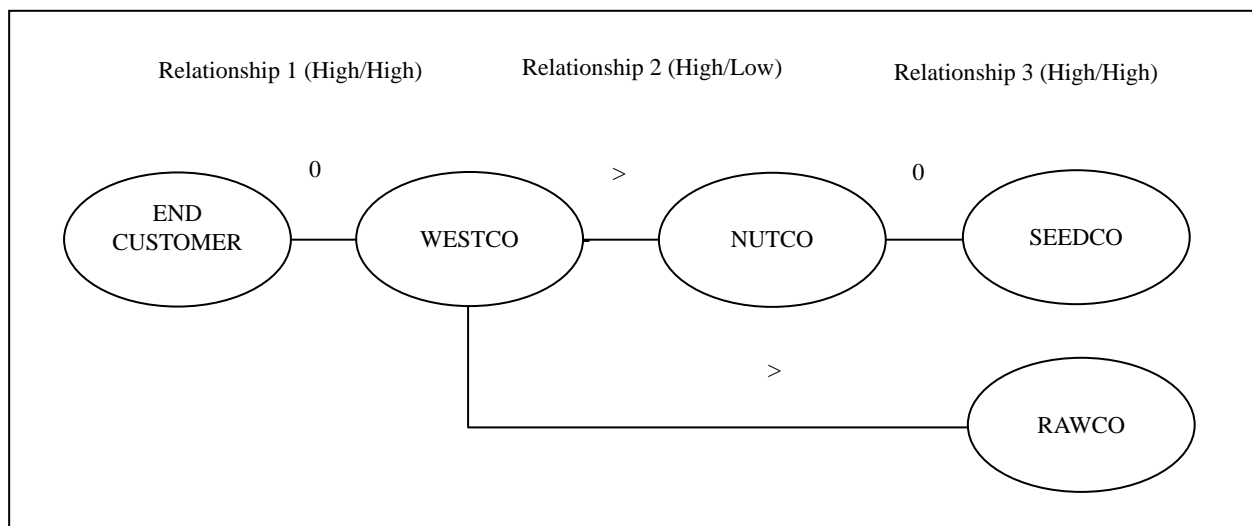 Relationship 1 (High/High)
Relationship 2 (High/Low)
Relationship 3 (High/High)
0
>
0
END
CUSTOMER
WESTCO
NUTCO
SEEDCO
>
RAWCO